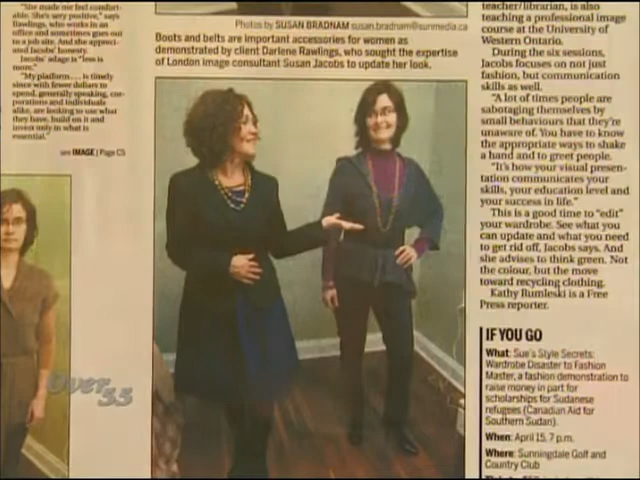 "She made me feel comfort-
able. She's very positive," says
Rawlings, who works in an
office and sometimes goes out
to a job site. And she appreci-
ated Jacobs' honesty.
Jacobs' adage is "less is
more."
"My platform . . . is timely
since with fewer dollars to
spend, generally speaking, cor-
porations and individuals
alike, are looking to use what
they have, build on it and
invest only in what is
essential."
see IMAGE | Page C5
Photos by SUSAN BRADNAM susan.bradnam@sunmedia.ca
Boots and belts are important accessories for women as
demonstrated by client Darlene Rawlings, who sought the expertise
of London image consultant Susan Jacobs to update her look.
teacher/librarian, is also
teaching a professional image
course at the University of
Western Ontario.
During the six sessions,
Jacobs focuses on not just
fashion, but communication
skills as well.
"A lot of times people are
sabotaging themselves by
small behaviours that they're
unaware of. You have to know
the appropriate ways to shake
a hand and to greet people.
"It's how your visual presen-
tation communicates your
skills, your education level and
your success in life."
This is a good time to "edit"
your wardrobe. See what you
can update and what you need
to get rid off, Jacobs says. And
she advises to think green. Not
the colour, but the move
toward recycling clothing.
Kathy Rumleski is a Free
Press reporter.
IF YOU GO
What: Sue's Style Secrets:
Wardrobe Disaster to Fashion
Master, a fashion demonstration to
raise money in part for
scholarships for Sudanese
refugees (Canadian Aid for
Southern Sudan).
When: April 15, 7 p.m.
Where: Sunningdale Golf and
Country Club
Over 55